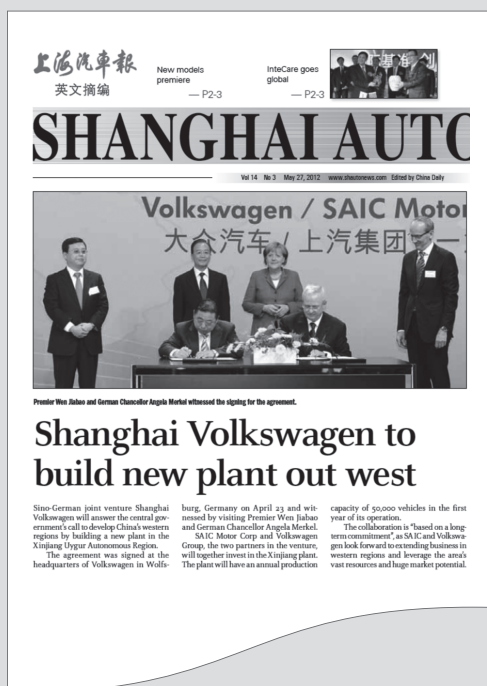 上海汽車報
英文摘编
New models
premiere
— P2-3
InteCare goes
global
— P2-3
SHANGHAI AUTO
Vol 14 No 3 May 27, 2012 www.shautonews.com Edited by China Daily
Volkswagen / SAIC Motor
大众汽车 / 上汽集团
Premier Wen Jiabao and German Chancellor Angela Merkel witnessed the signing for the agreement.
Shanghai Volkswagen to
build new plant out west
Sino-German joint venture Shanghai
Volkswagen will answer the central gov-
ernment's call to develop China's western
regions by building a new plant in the
Xinjiang Uygur Autonomous Region.
The agreement was signed at the
headquarters of Volkswagen in Wolfs-
burg, Germany on April 23 and wit-
nessed by visiting Premier Wen Jiabao
and German Chancellor Angela Merkel.
SAIC Motor Corp and Volkswagen
Group, the two partners in the venture,
will together invest in the Xinjiang plant.
The plant will have an annual production
capacity of 50,000 vehicles in the first
year of its operation.
The collaboration is "based on a long-
term commitment", as SAIC and Volkswa-
gen look forward to extending business in
western regions and leverage the area's
vast resources and huge market potential.